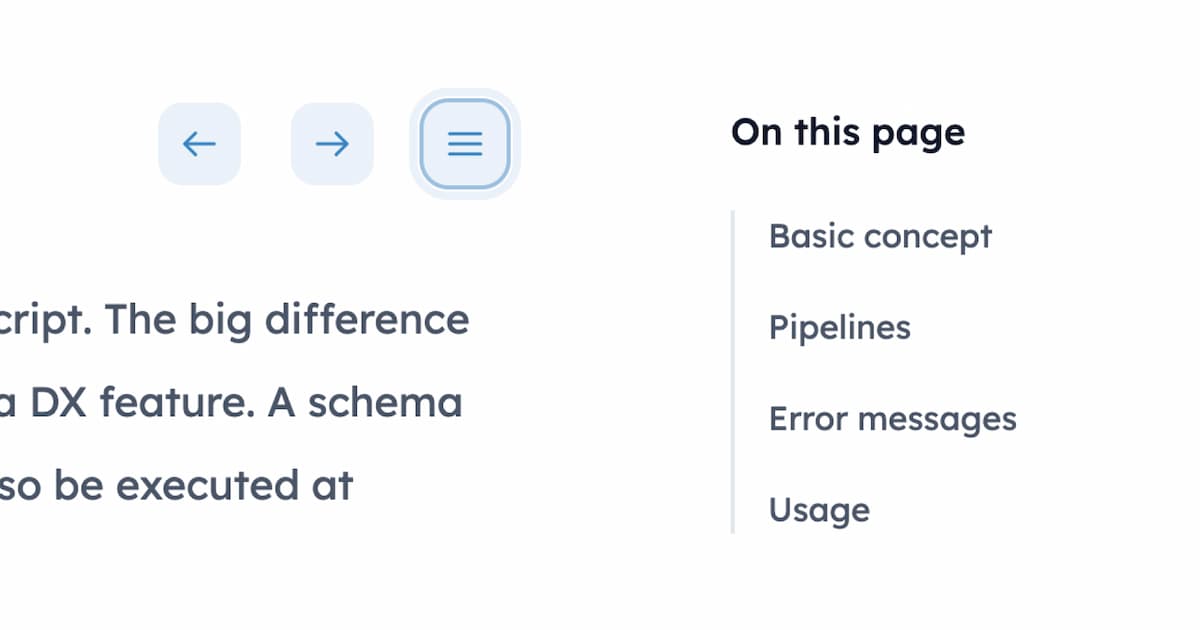 cript. The big difference
a DX feature. A schema
so be executed at
On this page
Basic concept
Pipelines
Error messages
Usage